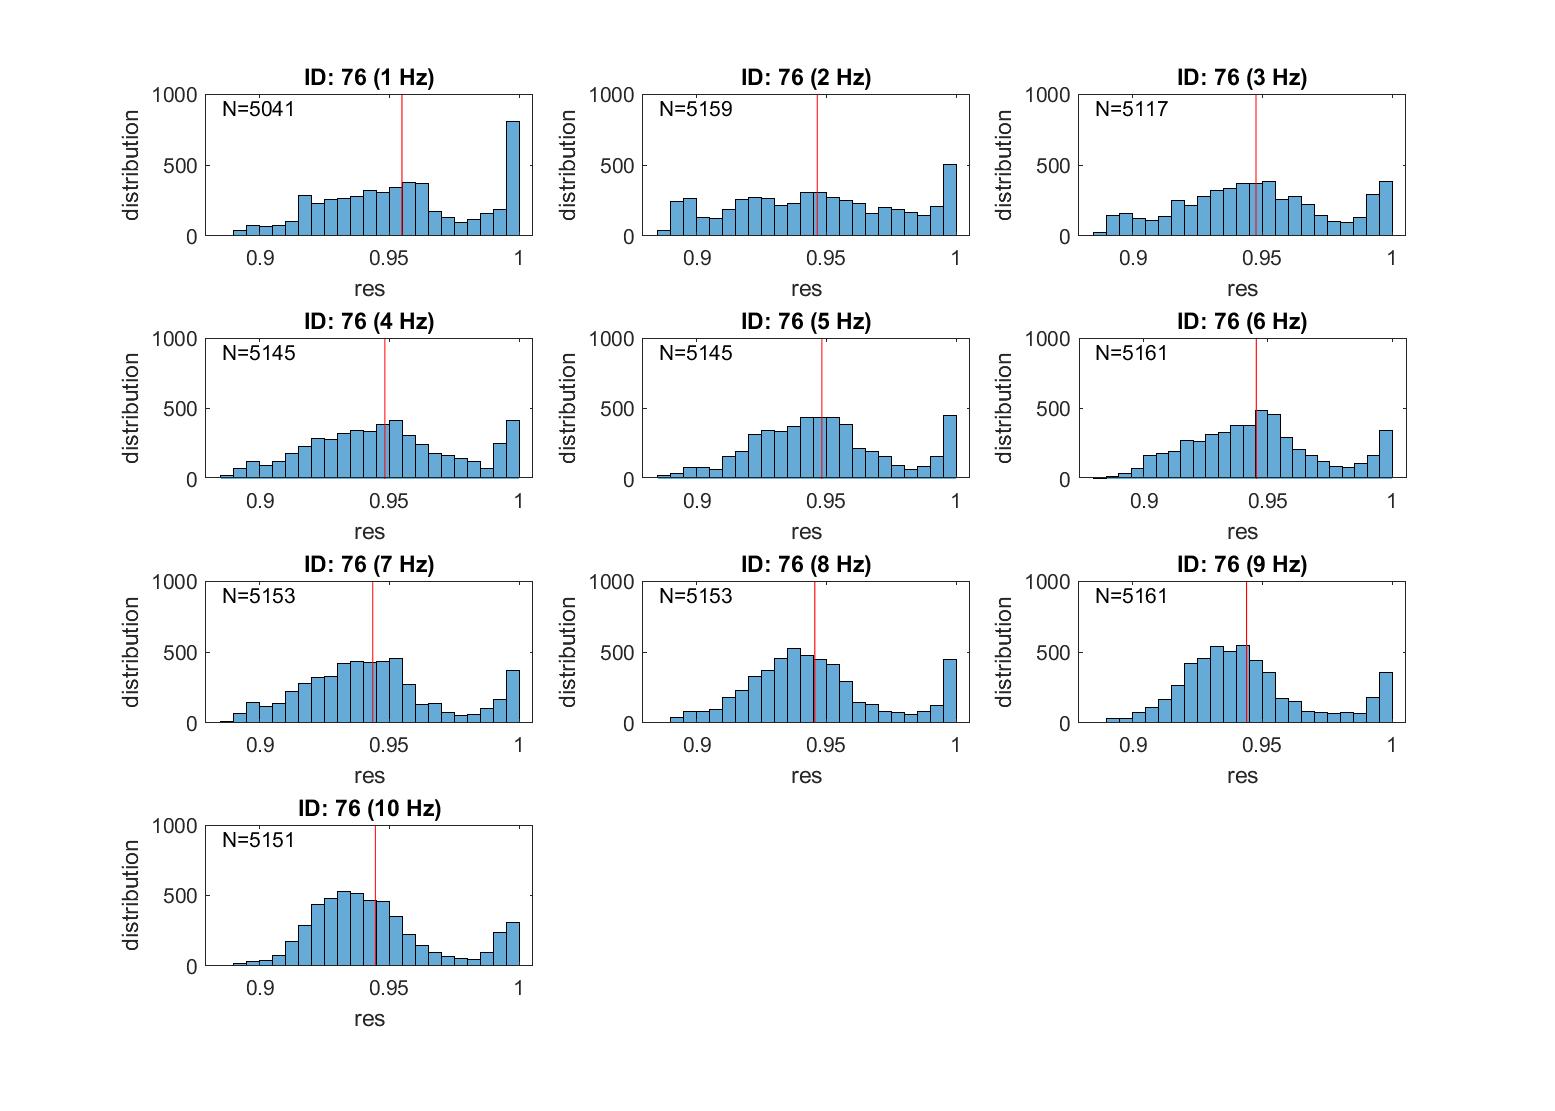 ID: 76 (1 Hz)
N=5041
distribution
1000
500
0
0.9 0.95 1
res
ID: 76 (2 Hz)
N=5159
distribution
1000
500
0
0.9 0.95 1
res
ID: 76 (3 Hz)
N=5117
distribution
1000
500
0
0.9 0.95 1
res
ID: 76 (4 Hz)
N=5145
distribution
1000
500
0
0.9 0.95 1
res
ID: 76 (5 Hz)
N=5145
distribution
1000
500
0
0.9 0.95 1
res
ID: 76 (6 Hz)
N=5161
distribution
1000
500
0
0.9 0.95 1
res
ID: 76 (7 Hz)
N=5153
distribution
1000
500
0
0.9 0.95 1
res
ID: 76 (8 Hz)
N=5153
distribution
1000
500
0
0.9 0.95 1
res
ID: 76 (9 Hz)
N=5161
distribution
1000
500
0
0.9 0.95 1
res
ID: 76 (10 Hz)
N=5151
distribution
1000
500
0
0.9 0.95 1
res